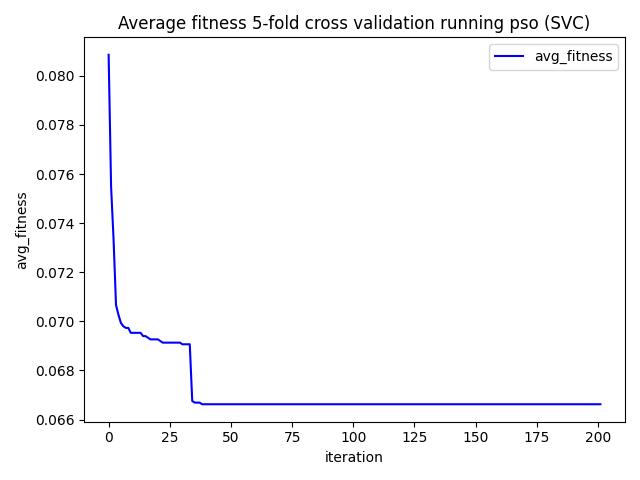 Average fitness 5-fold cross validation running pso (SVC)
avg_fitness
0.080
0.078
0.076
0.074
0.072
0.070
0.068
0.066
avg_fitness
0 25 50 75 100 125 150 175 200
iteration